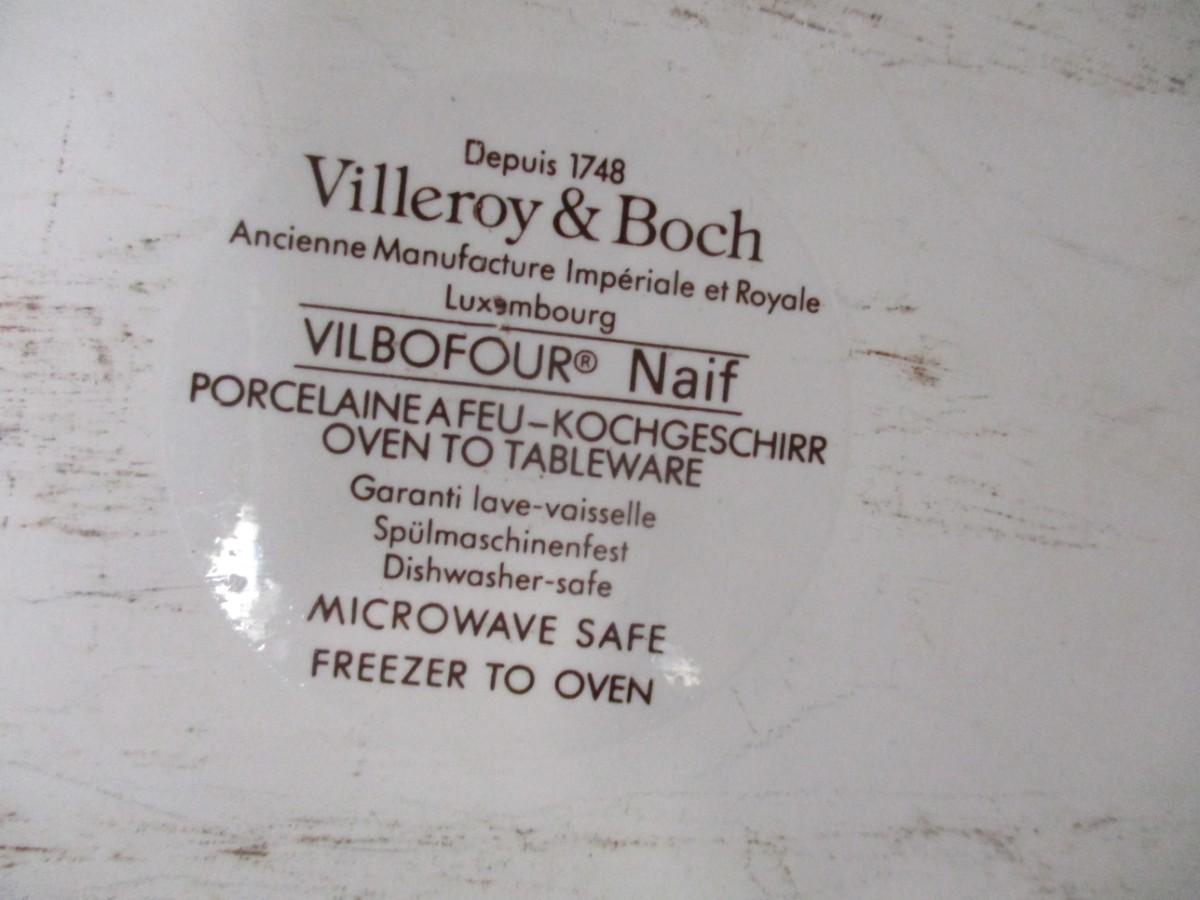 Depuis 1748
Villeroy & Boch
Ancienne Manufacture Impériale et Royale
Luxembourg
VILBOFOUR® Naif
PORCELAINE A FEU-KOCHGESCHIRR
OVEN TO TABLEWARE
Garanti lave-vaisselle
Spülmaschinenfest
Dishwasher-safe
MICROWAVE SAFE
FREEZER TO OVEN